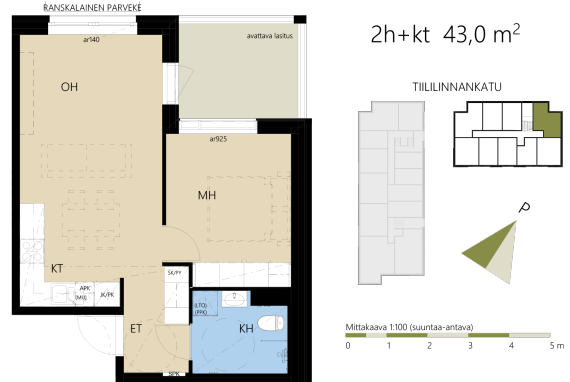 RANSKALAINEN PARVEKE
ar140
avattava lasitus
OH
ar925
MH
KT
APK
(MU)
JK/PK
SK/PY
ET
(LTO)
(PPK)
KH
SPK
2h+kt 43,0 m²
TIILILINNANKATU
P
Mittakaava 1:100 (suuntaa-antava)
0 1 2 3 4 5 m